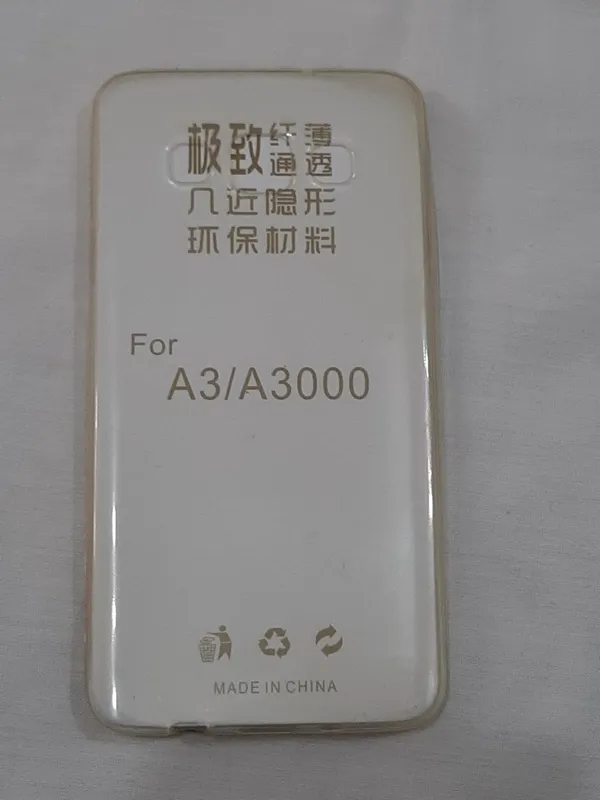 极致纤薄通透
几近隐形
环保材料
For
A3/A3000
MADE IN CHINA